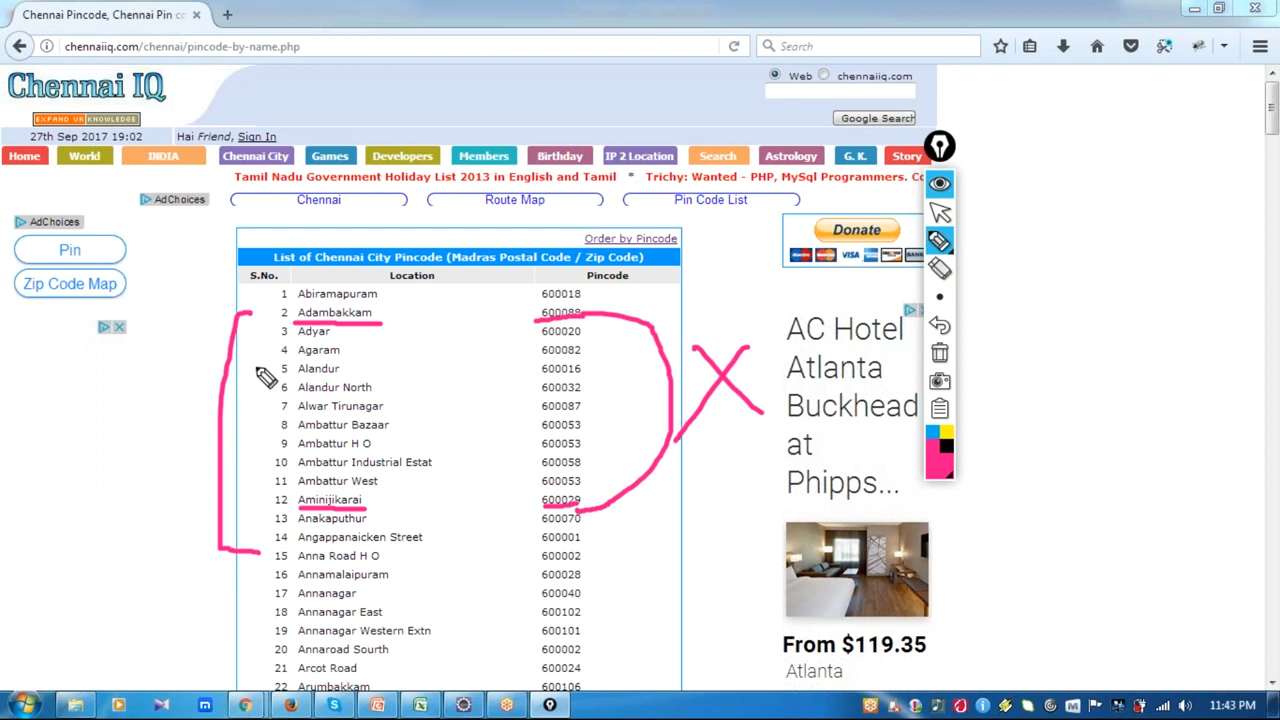 Chennai Pincode, Chennai Pin co
chennaiiq.com/chennai/pincode-by-name.php
Search
Chennai IQ
Web chennaiiq.com
EXPAND UR KNOWLEDGE
Google Search
27th Sep 2017 19:02 Hai Friend, Sign In
Home World INDIA Chennai City Games Developers Members Birthday IP 2 Location Search Astrology G. K. Story
Tamil Nadu Government Holiday List 2013 in English and Tamil * Trichy: Wanted - PHP, MySql Programmers. Co
AdChoices Chennai Route Map Pin Code List
AdChoices
Pin
Zip Code Map
Donate
VISA
BANK
Order by Pincode
List of Chennai City Pincode (Madras Postal Code / Zip Code)
S.No. Location Pincode
1 Abiramapuram 600018
2 Adambakkam 600088
3 Adyar 600020
4 Agaram 600082
5 Alandur 600016
6 Alandur North 600032
7 Alwar Tirunagar 600087
8 Ambattur Bazaar 600053
9 Ambattur H O 600053
10 Ambattur Industrial Estat 600058
11 Ambattur West 600053
12 Aminijikarai 600029
13 Anakaputhur 600070
14 Angappanaicken Street 600001
15 Anna Road H O 600002
16 Annamalaipuram 600028
17 Annanagar 600040
18 Annanagar East 600102
19 Annanagar Western Extn 600101
20 Annaroad Sourth 600002
21 Arcot Road 600024
22 Arumbakkam 600106
AC Hotel
Atlanta
Buckhead
at
Phipps...
From $119.35
Atlanta
11:43 PM